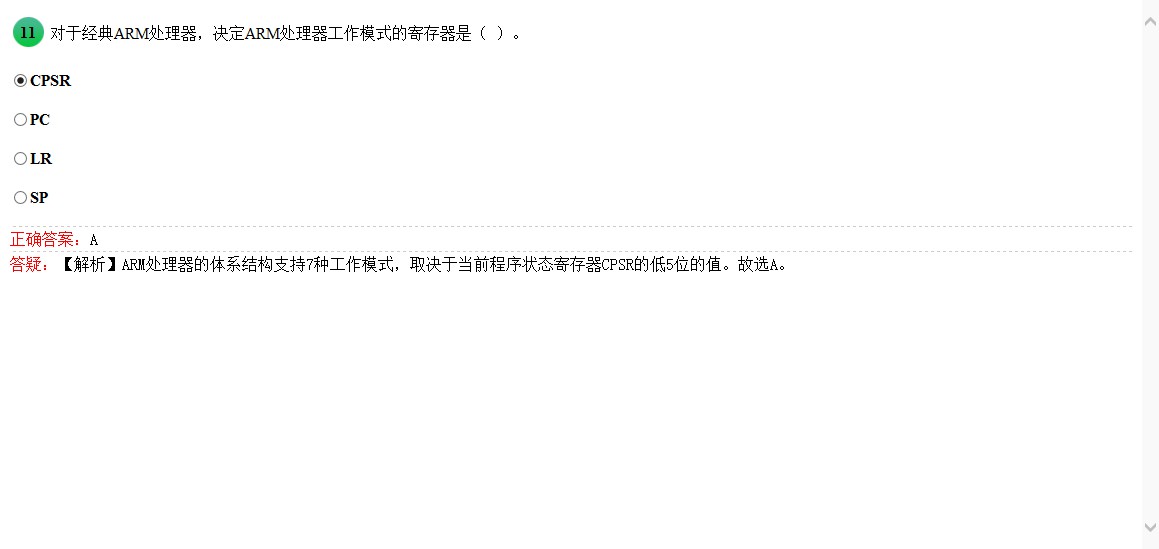 11 对于经典ARM处理器，决定ARM处理器工作模式的寄存器是（ ）。
CPSR
PC
LR
SP
正确答案：A
答疑：【解析】ARM处理器的体系结构支持7种工作模式，取决于当前程序状态寄存器CPSR的低5位的值。故选A。